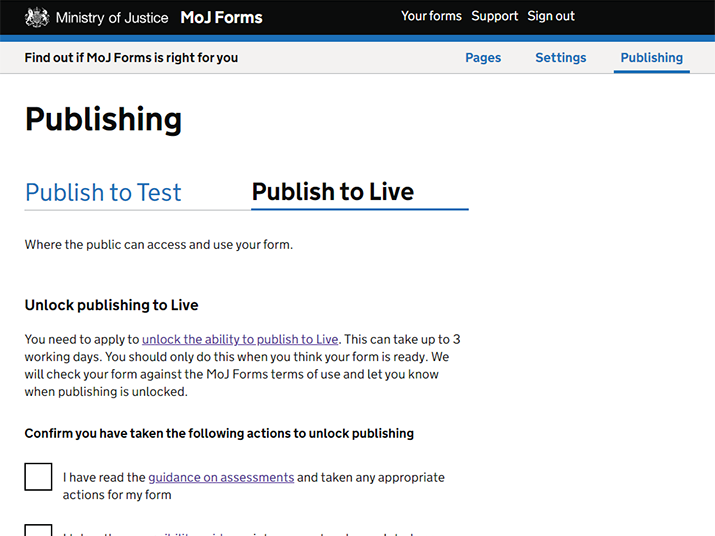 Ministry of Justice MoJ Forms Your forms Support Sign out
Find out if MoJ Forms is right for you Pages Settings Publishing
Publishing
Publish to Test Publish to Live
Where the public can access and use your form.
Unlock publishing to Live
You need to apply to unlock the ability to publish to Live. This can take up to 3
working days. You should only do this when you think your form is ready. We
will check your form against the MoJ Forms terms of use and let you know
when publishing is unlocked.
Confirm you have taken the following actions to unlock publishing
I have read the guidance on assessments and taken any appropriate
actions for my form